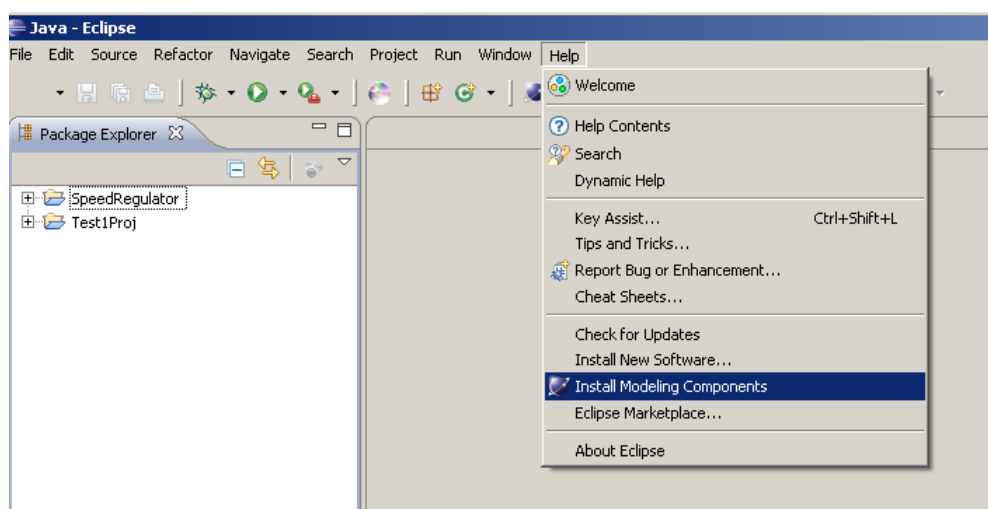 Java - Eclipse
File Edit Source Refactor Navigate Search Project Run Window Help
Package Explorer
SpeedRegulator
Test1Proj
Welcome
Help Contents
Search
Dynamic Help
Key Assist... Ctrl+Shift+L
Tips and Tricks...
Report Bug or Enhancement...
Cheat Sheets...
Check for Updates
Install New Software...
Install Modeling Components
Eclipse Marketplace...
About Eclipse